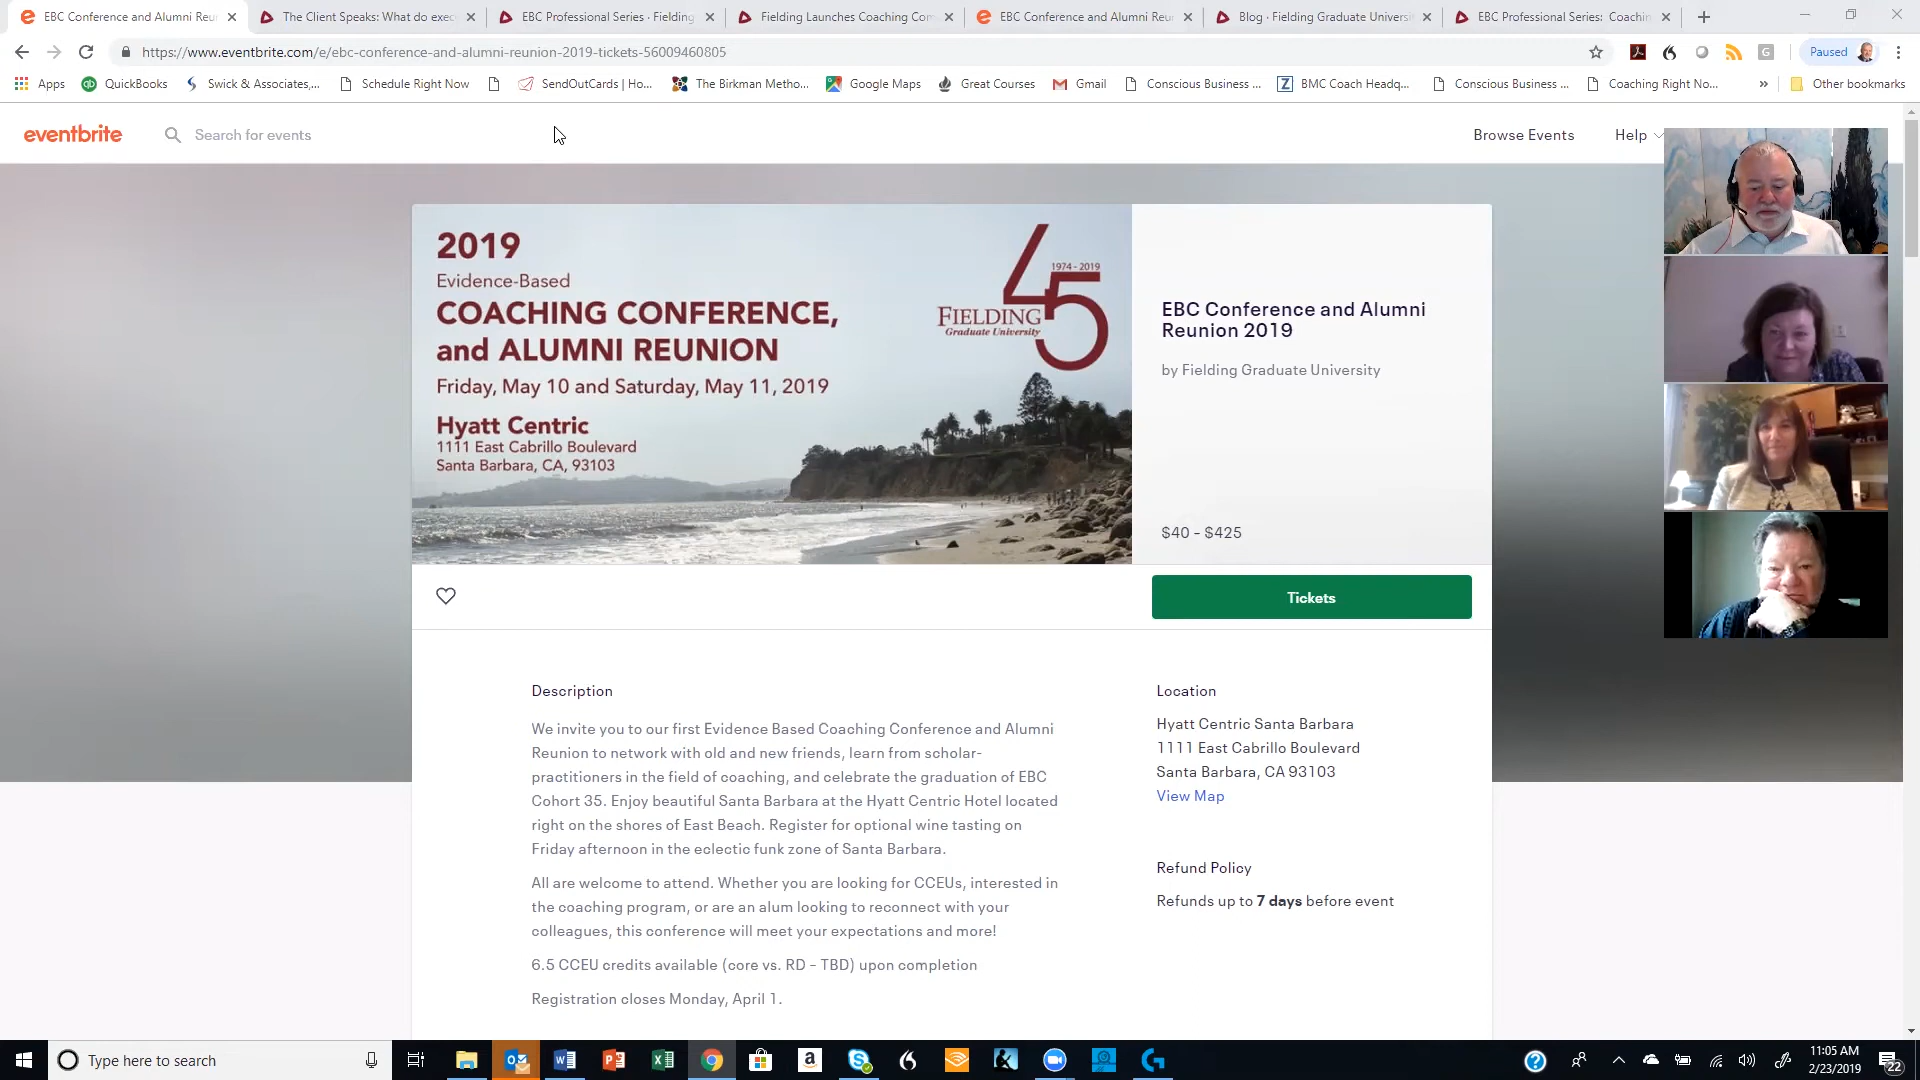 EBC Conference and Alumni Reu
The Client Speaks: What do exec
EBC Professional Series · Fielding
Fielding Launches Coaching Com
EBC Conference and Alumni Reu
Blog · Fielding Graduate Universit
EBC Professional Series: Coachin
https://www.eventbrite.com/e/ebc-conference-and-alumni-reunion-2019-tickets-56009460805
Paused
Apps
QuickBooks
Swick & Associates,...
Schedule Right Now
SendOutCards | Ho...
The Birkman Metho...
Google Maps
Great Courses
Gmail
Conscious Business ...
BMC Coach Headq...
Conscious Business ...
Coaching Right No...
»
Other bookmarks
eventbrite
Search for events
Browse Events
Help
2019
Evidence-Based
COACHING CONFERENCE,
and ALUMNI REUNION
Friday, May 10 and Saturday, May 11, 2019
Hyatt Centric
1111 East Cabrillo Boulevard
Santa Barbara, CA, 93103
45
1974 - 2019
FIELDING
Graduate University
EBC Conference and Alumni
Reunion 2019
by Fielding Graduate University
$40 – $425
Tickets
Description
We invite you to our first Evidence Based Coaching Conference and Alumni
Reunion to network with old and new friends, learn from scholar-
practitioners in the field of coaching, and celebrate the graduation of EBC
Cohort 35. Enjoy beautiful Santa Barbara at the Hyatt Centric Hotel located
right on the shores of East Beach. Register for optional wine tasting on
Friday afternoon in the eclectic funk zone of Santa Barbara.
All are welcome to attend. Whether you are looking for CCEUs, interested in
the coaching program, or are an alum looking to reconnect with your
colleagues, this conference will meet your expectations and more!
6.5 CCEU credits available (core vs. RD – TBD) upon completion
Registration closes Monday, April 1.
Location
Hyatt Centric Santa Barbara
1111 East Cabrillo Boulevard
Santa Barbara, CA 93103
View Map
Refund Policy
Refunds up to 7 days before event
Type here to search
11:05 AM
2/23/2019
22